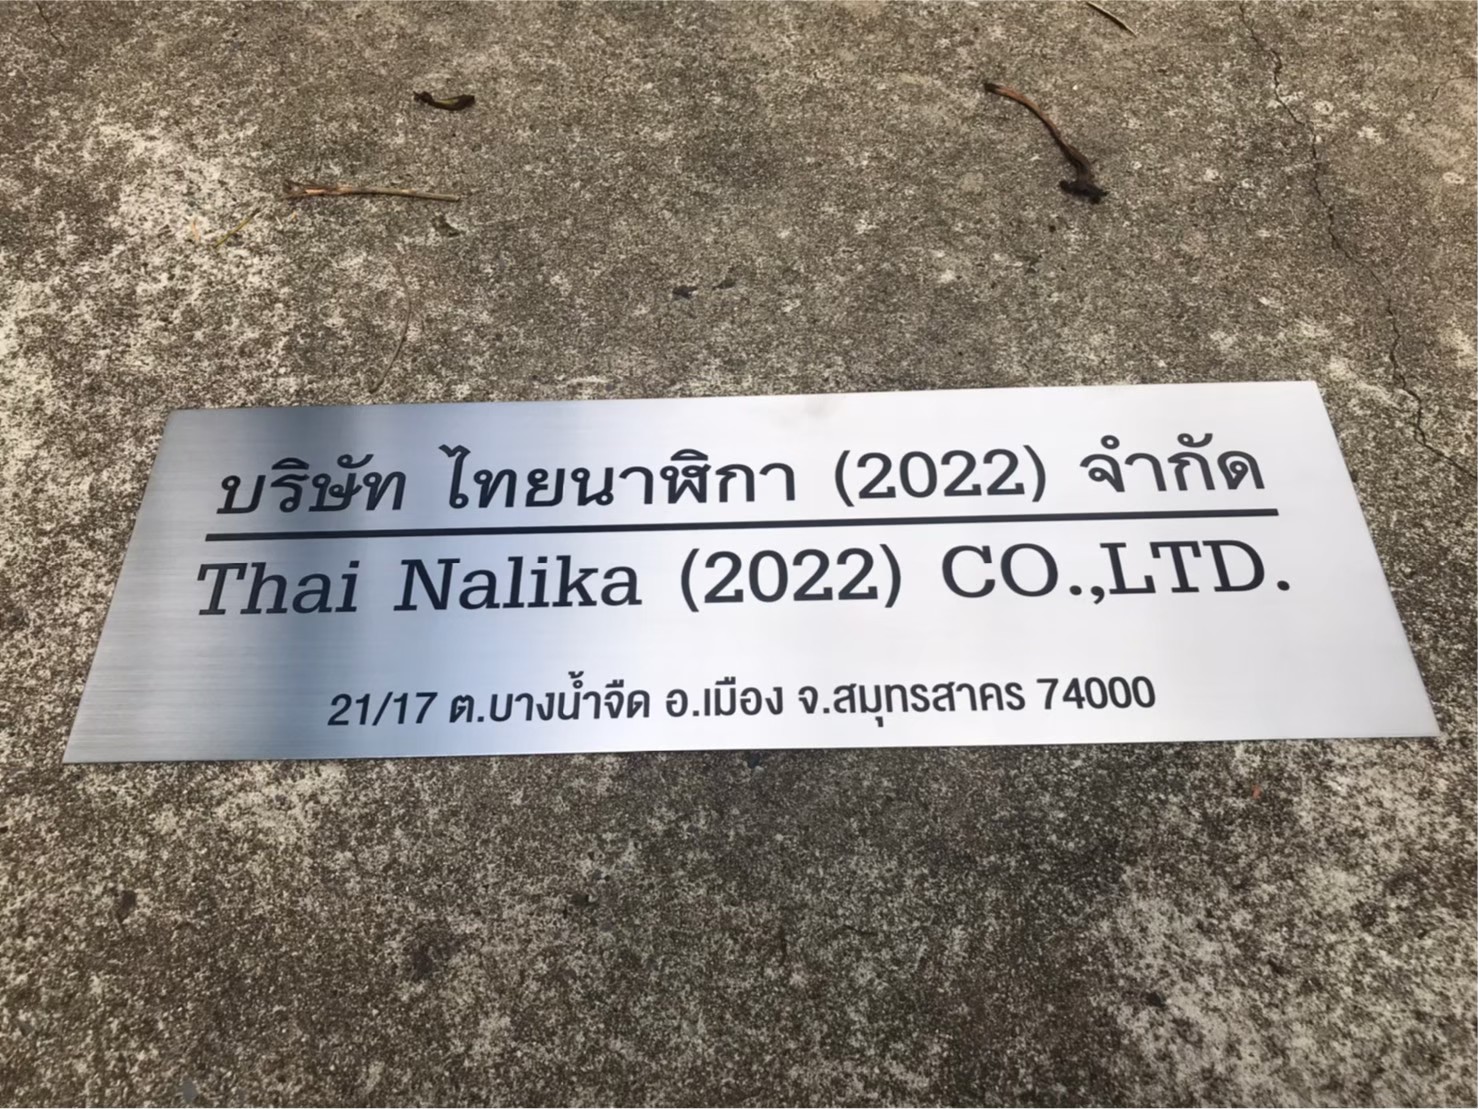 บริษัท ไทยนาฬิกา (2022) จำกัด
Thai Nalika (2022) CO.,LTD.
21/17 ต.บางน้ำจืด อ.เมือง จ.สมุทรสาคร 74000